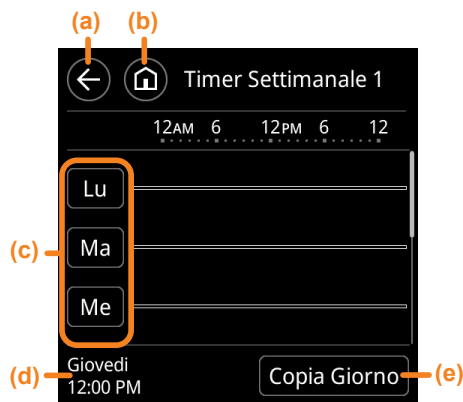 (a) (b)
Timer Settimanale 1
12AM 6 12PM 6 12
Lu
(c) Ma
Me
(d) Giovedi
12:00 PM
Copia Giorno (e)